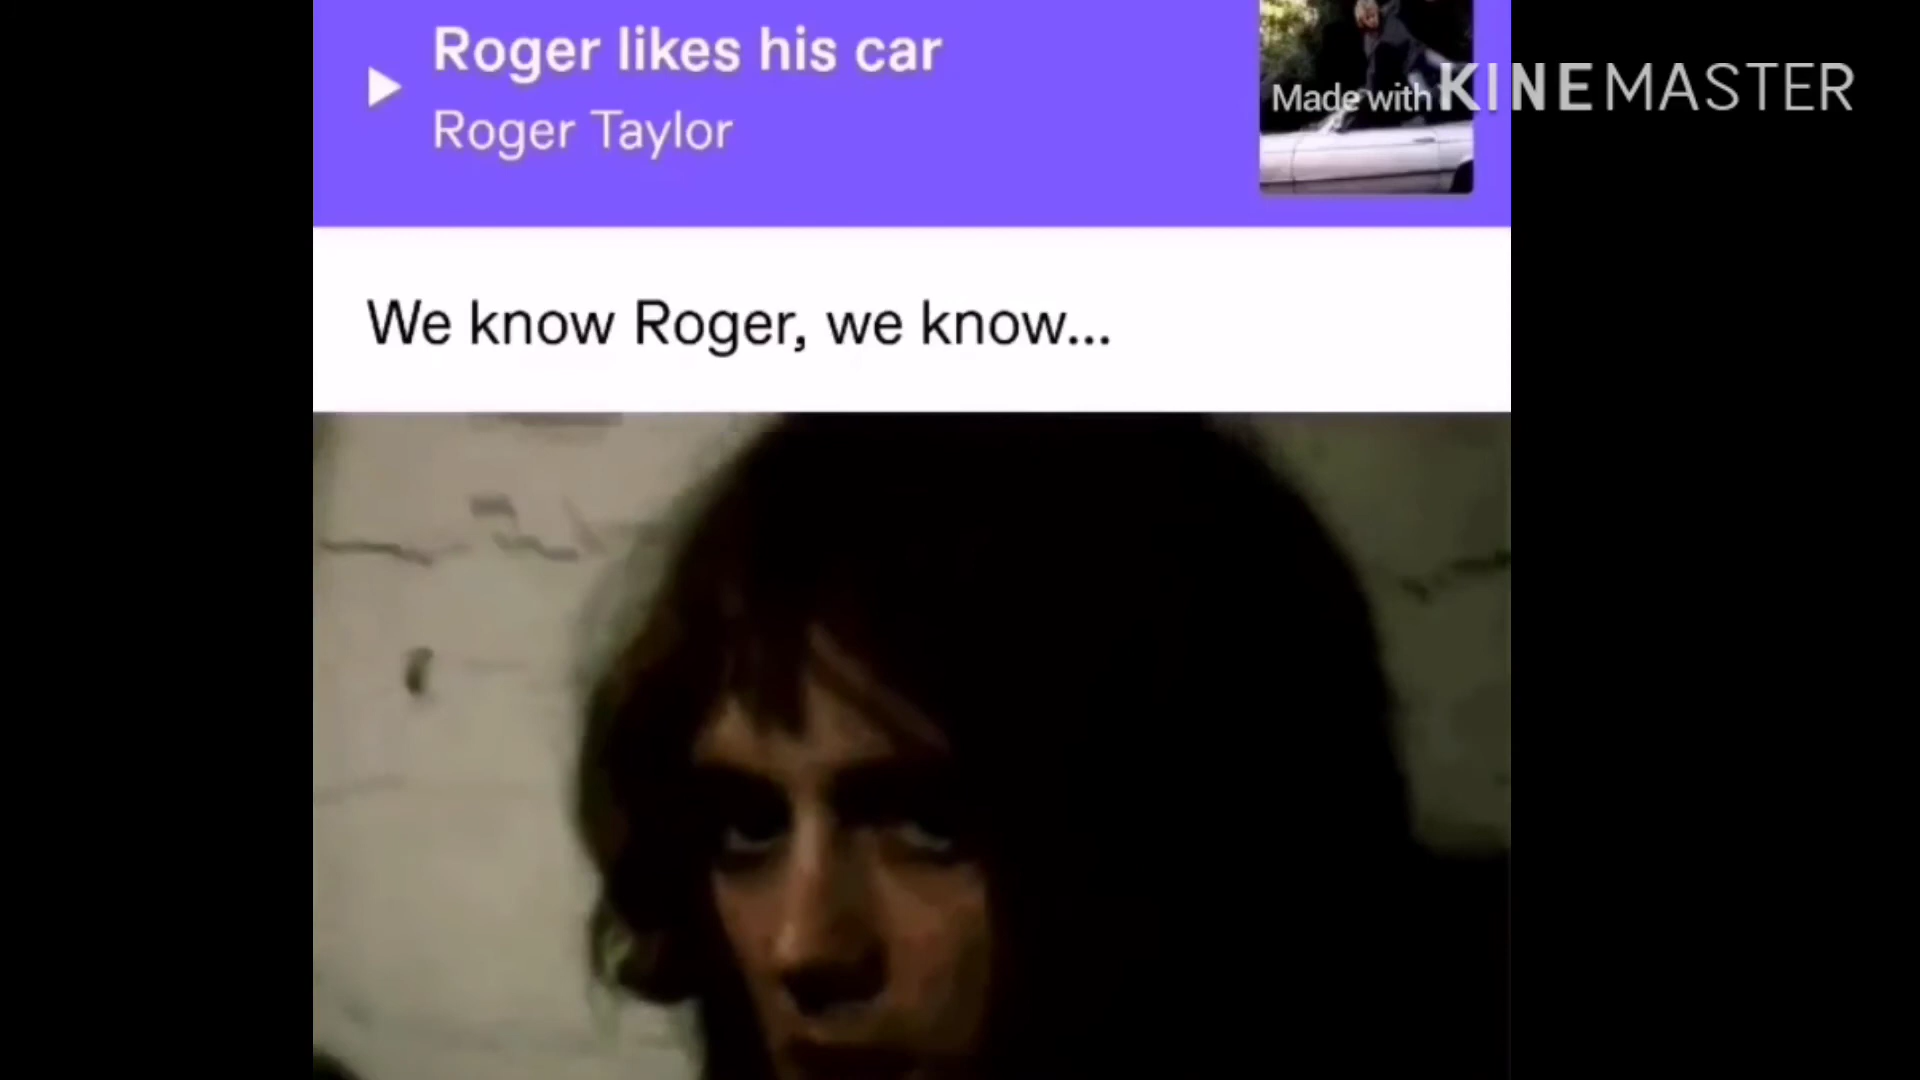 Roger likes his car
Roger Taylor
Made with KINEMASTER
We know Roger, we know...